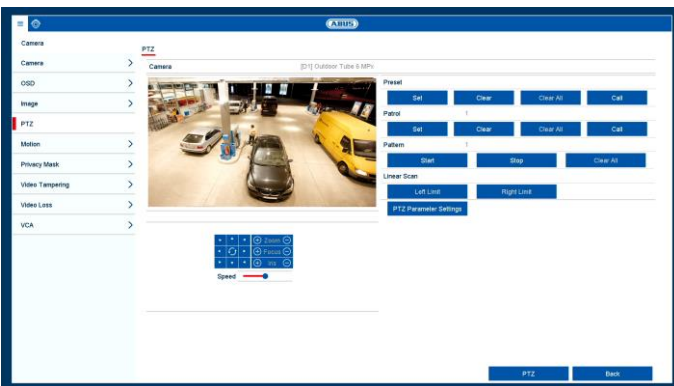 ABUS
Camera
PTZ
Camera
Camera
[D1] Outdoor Tube 6 MPx
OSD
Image
PTZ
Motion
Privacy Mask
Video Tampering
Video Loss
VCA
Preset
Set
Clear
Clear All
Call
Patrol
1
Set
Clear
Clear All
Call
Pattern
1
Start
Stop
Clear All
Linear Scan
Left Limit
Right Limit
PTZ Parameter Settings
Zoom
Focus
Iris
Speed
PTZ
Back